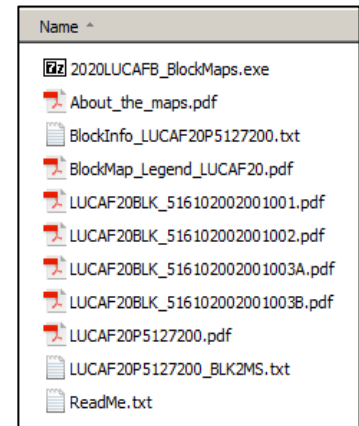 Name
2020LUCAFB_BlockMaps.exe
About_the_maps.pdf
BlockInfo_LUCAF20P5127200.txt
BlockMap_Legend_LUCAF20.pdf
LUCAF20BLK_516102002001001.pdf
LUCAF20BLK_516102002001002.pdf
LUCAF20BLK_516102002001003A.pdf
LUCAF20BLK_516102002001003B.pdf
LUCAF20P5127200.pdf
LUCAF20P5127200_BLK2MS.txt
ReadMe.txt